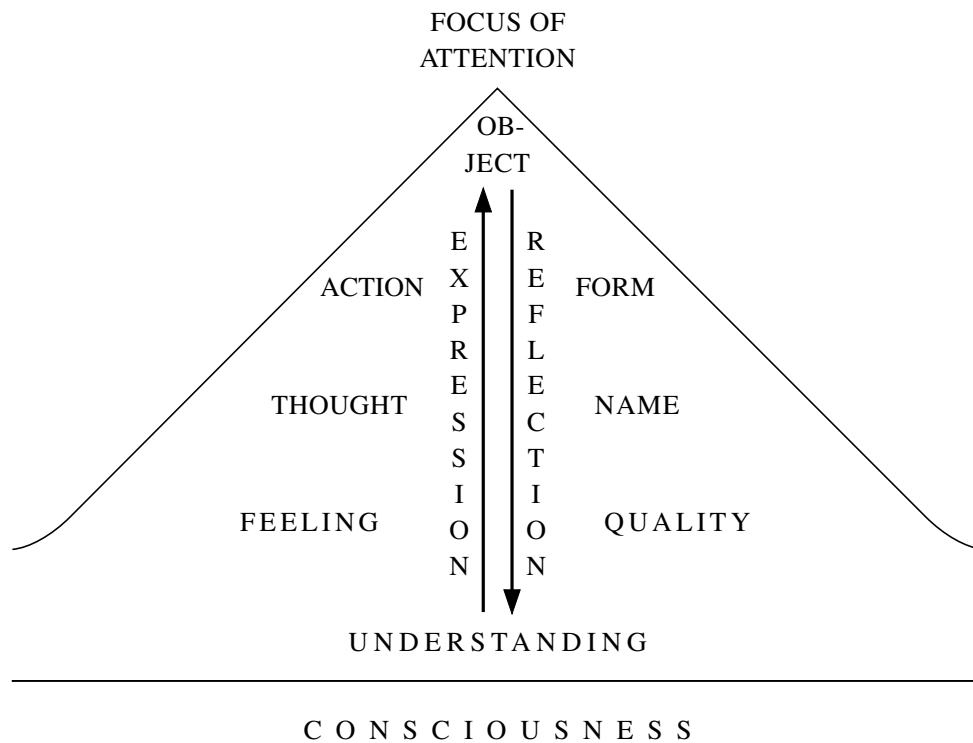 FOCUS OF
ATTENTION
OB-
JECT
EXPRESSION
REFLECTION
ACTION
FORM
THOUGHT
NAME
FEELING
QUALITY
UNDERSTANDING
CONSCIOUSNESS